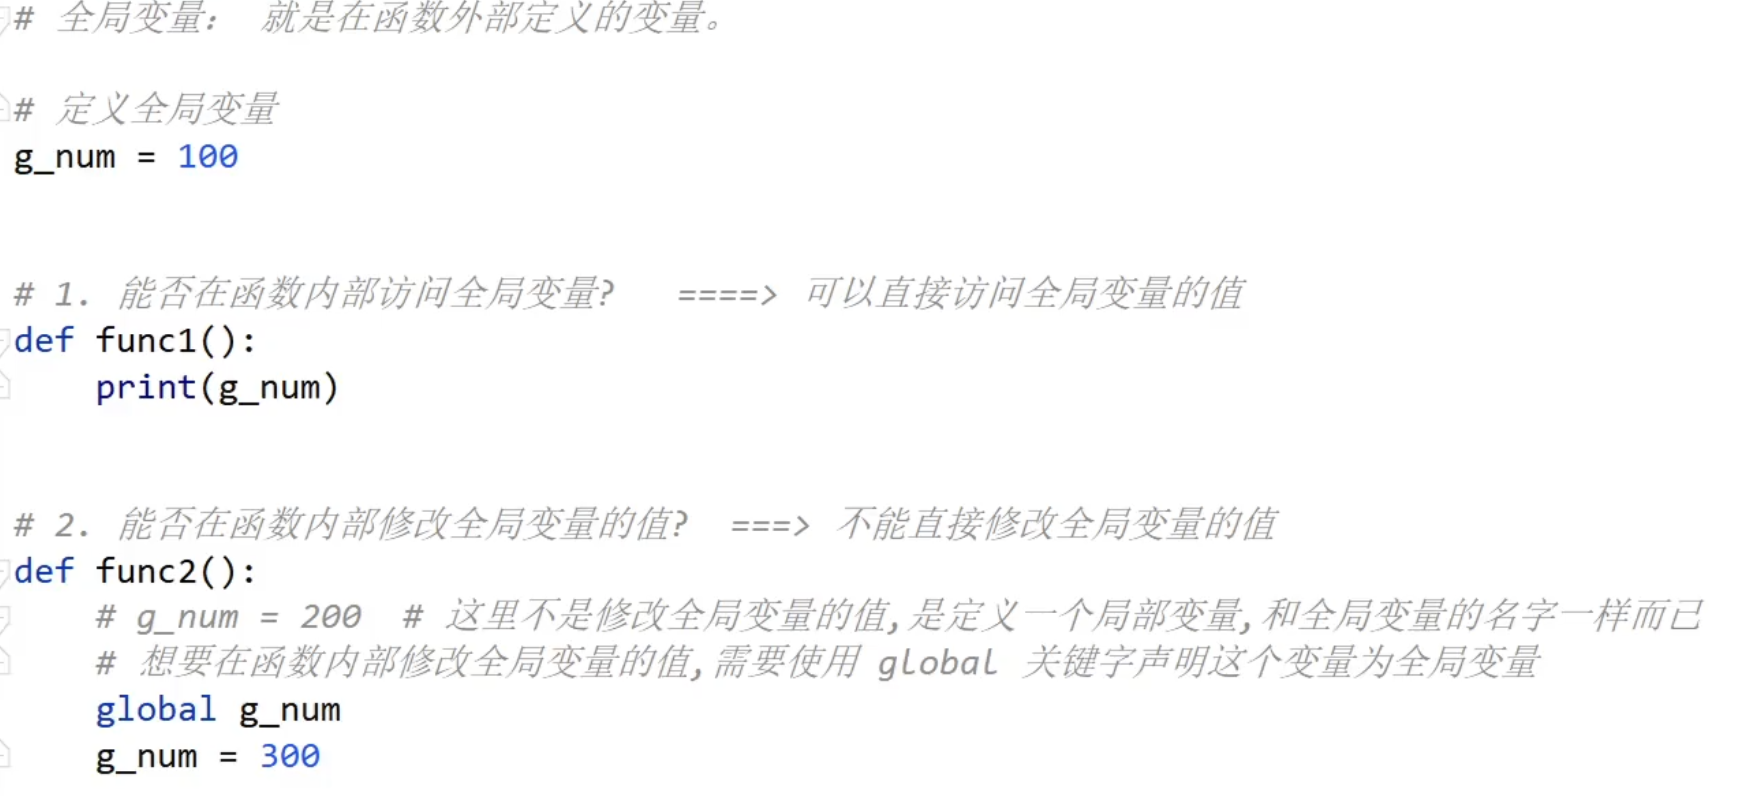 # 全局变量： 就是在函数外部定义的变量。
# 定义全局变量
g_num = 100
# 1. 能否在函数内部访问全局变量?   ====> 可以直接访问全局变量的值
def func1():
    print(g_num)
# 2. 能否在函数内部修改全局变量的值?  ===> 不能直接修改全局变量的值
def func2():
    # g_num = 200  # 这里不是修改全局变量的值,是定义一个局部变量,和全局变量的名字一样而已
    # 想要在函数内部修改全局变量的值,需要使用 global 关键字声明这个变量为全局变量
    global g_num
    g_num = 300